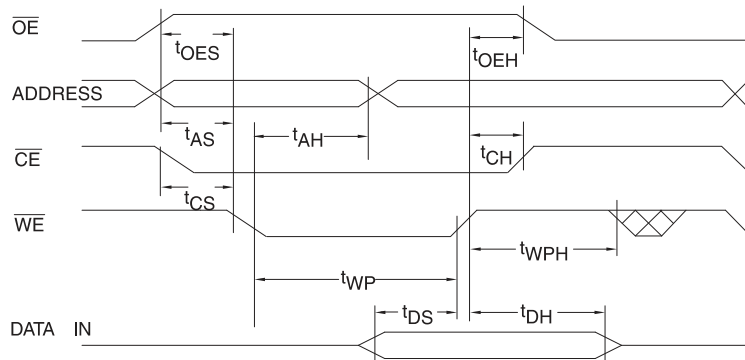 OE
tOES
tOEH
ADDRESS
tAS
tAH
tCH
CE
tCS
WE
tWPH
tWP
tDS
tDH
DATA IN